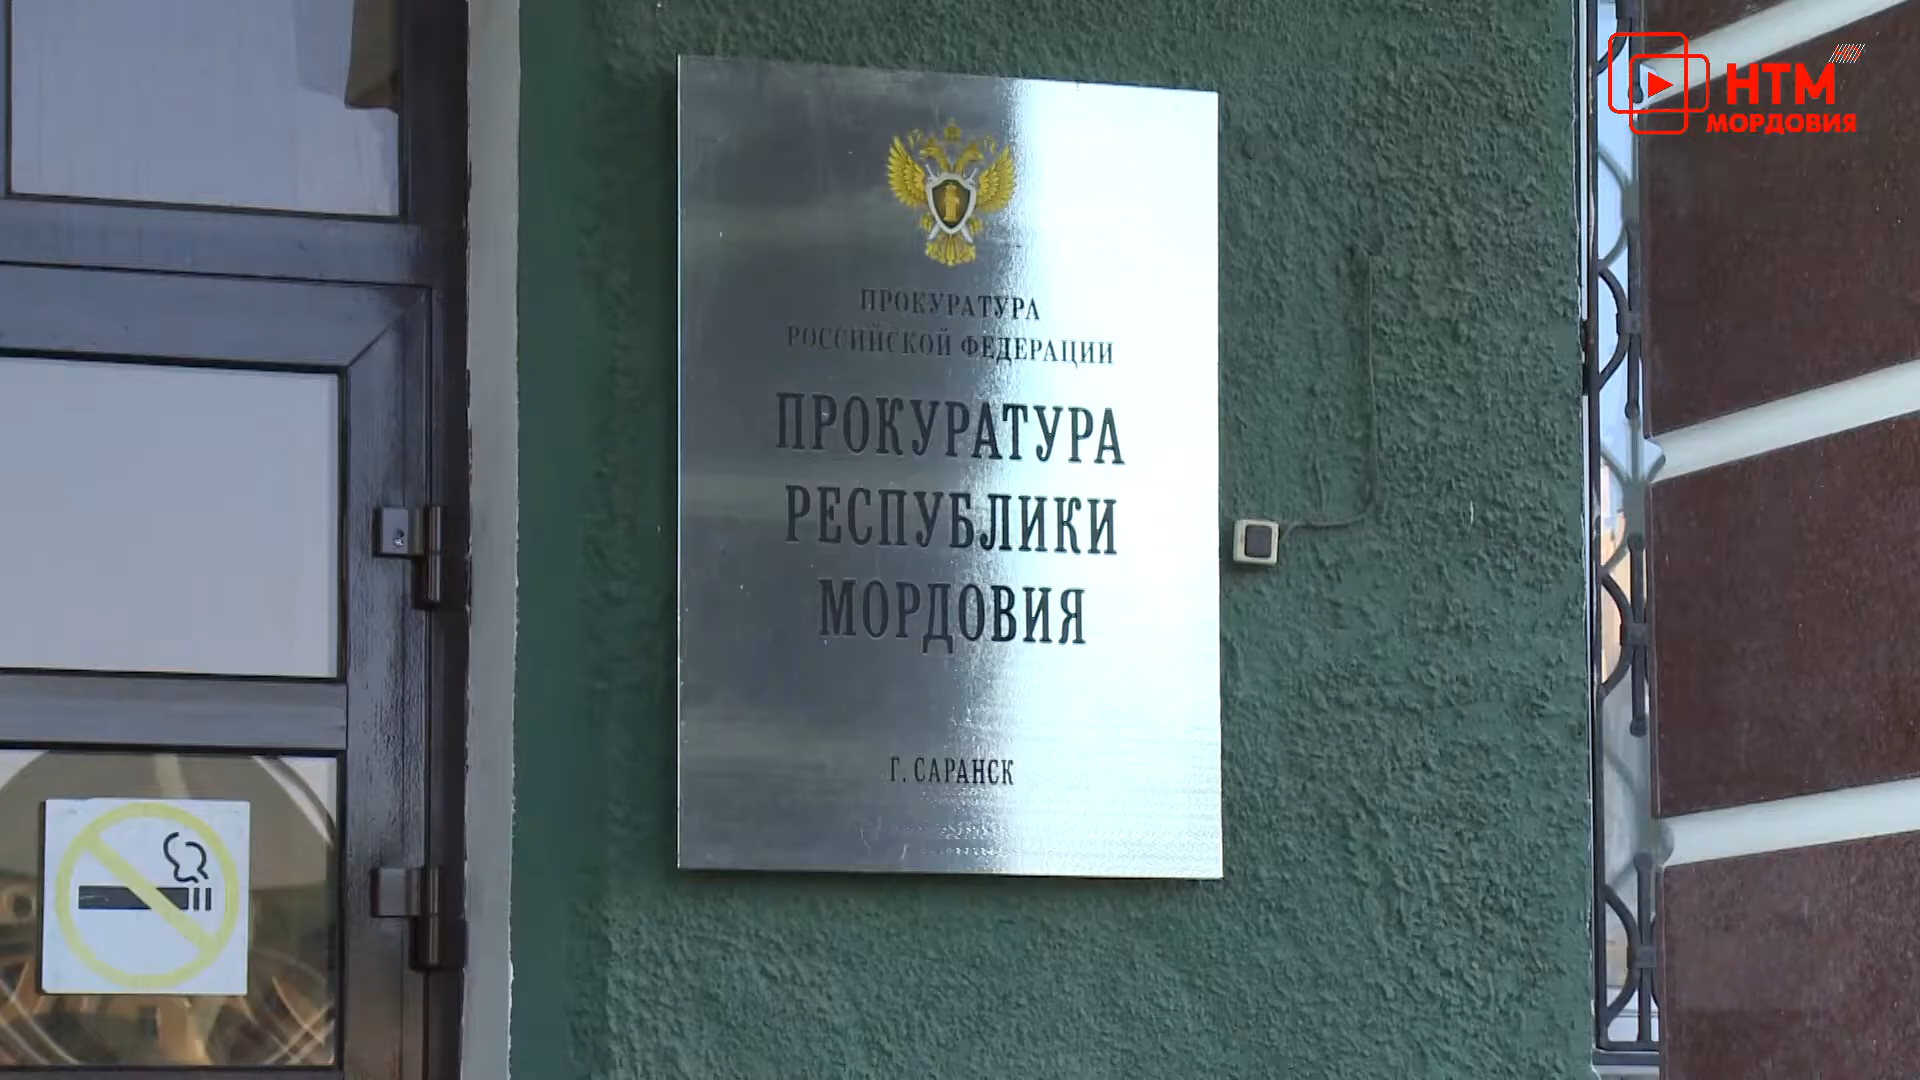 НТМ
МОРДОВИЯ
ПРОКУРАТУРА
РОССИЙСКОЙ ФЕДЕРАЦИИ
ПРОКУРАТУРА
РЕСПУБЛИКИ
МОРДОВИЯ
Г. САРАНСК